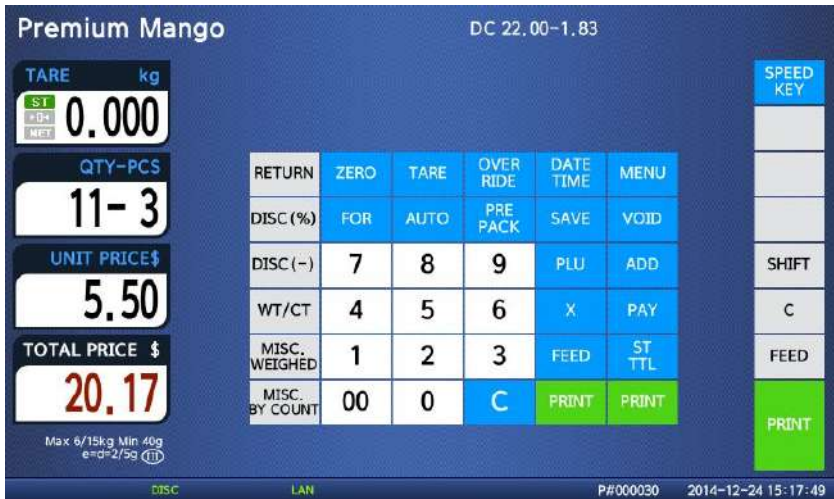 Premium Mango
DC 22.00-1.83
TARE kg
ST
→0←
NET
0.000
QTY-PCS
11- 3
UNIT PRICE$
5.50
TOTAL PRICE $
20.17
Max 6/15kg Min 40g
e=d=2/5g III
RETURN ZERO TARE OVER RIDE DATE TIME MENU
DISC(%) FOR AUTO PRE PACK SAVE VOID
DISC(-) 7 8 9 PLU ADD
WT/CT 4 5 6 X PAY
MISC. WEIGHED 1 2 3 FEED ST TTL
MISC. BY COUNT 00 0 C PRINT PRINT
SPEED
KEY
SHIFT
C
FEED
PRINT
DISC LAN P#000030 2014-12-24 15:17:49